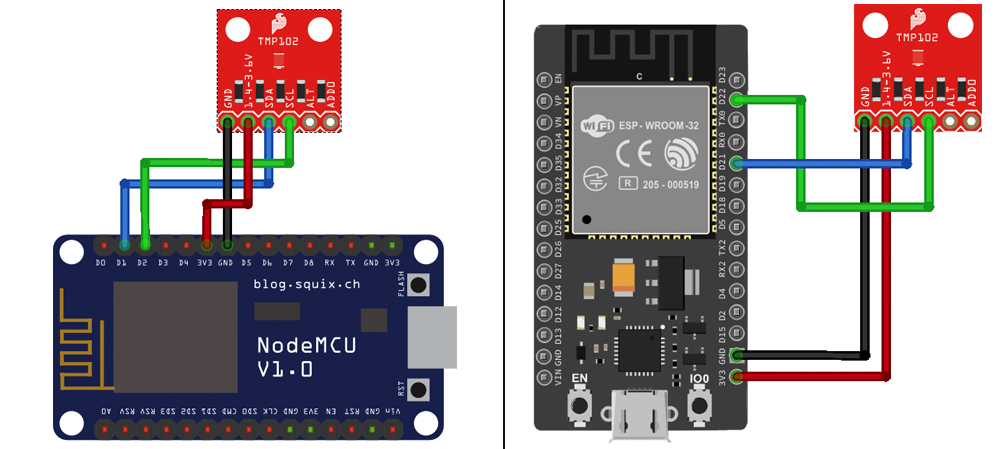 TMP102
GND
1.4-3.6V
SDA
SCL
ALT
ADD0
D0 D1 D2 D3 D4 3V3 GND D5 D6 D7 D8 RX TX GND 3V3
blog.squix.ch
FLASH
NodeMCU
V1.0
RST
A0 RSV RSV SD3 SD2 SD1 CMD SD0 CLK GND 3V3 EN RST GND Vin
TMP102
GND
1.4-3.6V
SDA
SCL
ALT
ADD0
C
EN
VP
VN
D34
D35
D32
D33
D25
D26
D27
D14
D12
D13
GND
VIN
WiFi
ESP-WROOM-32
CE
R 205-000519
D23
D22
TX0
RX0
D21
D19
D18
D5
TX2
RX2
D4
D2
D15
GND
3V3
EN
IO0